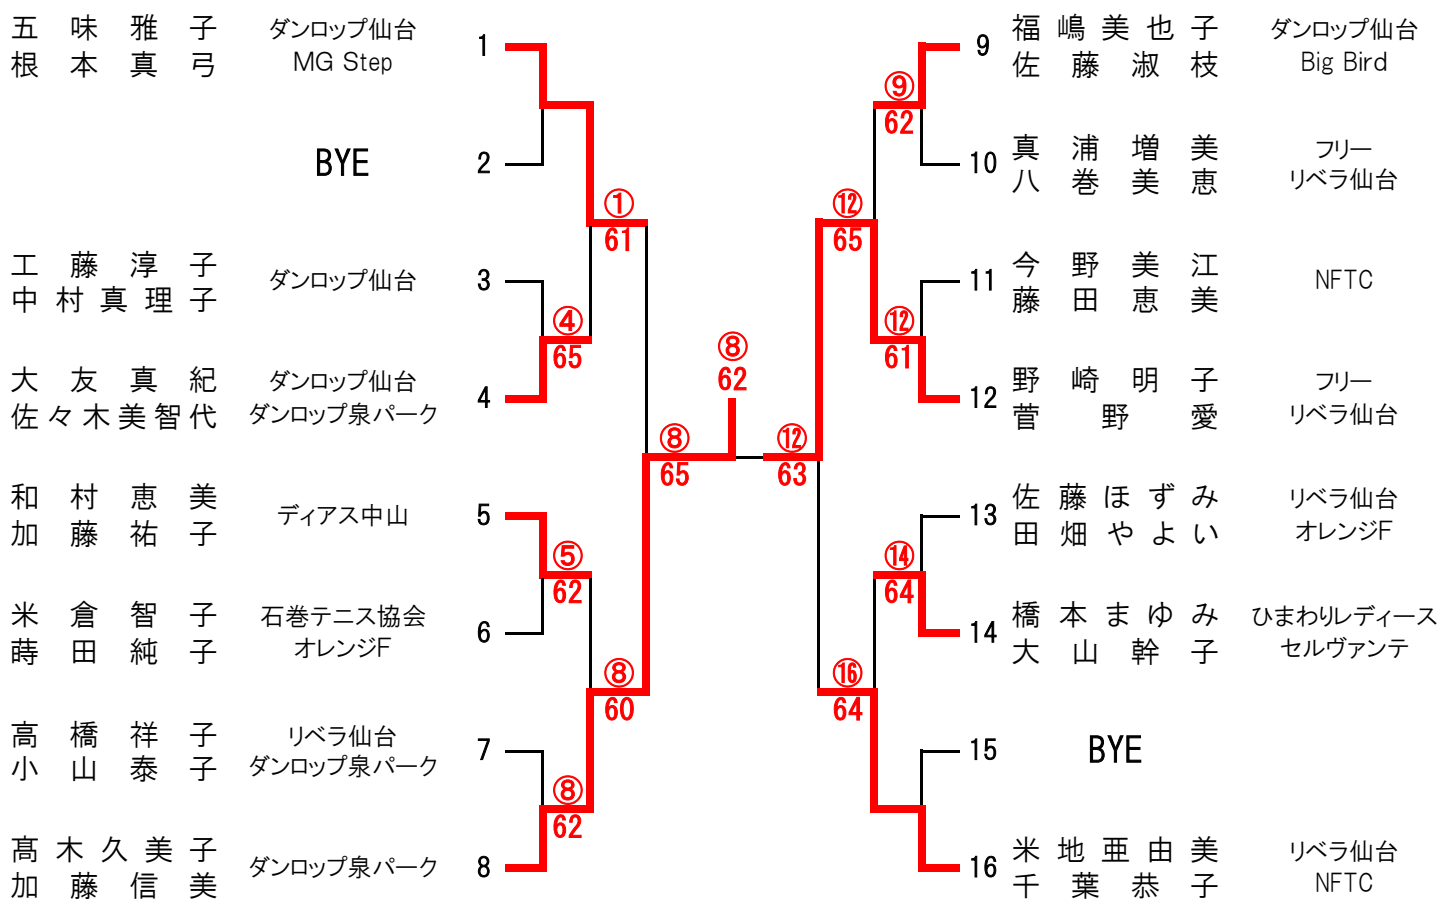 五味雅子 ダンロップ仙台
根本真弓 MG Step
1
BYE
2
工藤淳子
中村真理子
ダンロップ仙台
3
大友真紀 ダンロップ仙台
佐々木美智代 ダンロップ泉パーク
4
和村恵美
加藤祐子
ディアス中山
5
米倉智子 石巻テニス協会
蒔田純子 オレンジF
6
高橋祥子 リベラ仙台
小山泰子 ダンロップ泉パーク
7
髙木久美子
加藤信美
ダンロップ泉パーク
8
①
61
④
65
⑤
62
⑧
62
⑧
60
⑧
65
⑧
62
⑫
63
⑫
65
⑨
62
⑫
61
⑭
64
⑯
64
9
福嶋美也子 ダンロップ仙台
佐藤淑枝 Big Bird
10
真浦増美 フリー
八巻美恵 リベラ仙台
11
今野美江
藤田恵美
NFTC
12
野崎明子 フリー
菅野愛 リベラ仙台
13
佐藤ほずみ リベラ仙台
田畑やよい オレンジF
14
橋本まゆみ ひまわりレディース
大山幹子 セルヴァンテ
15
BYE
16
米地亜由美 リベラ仙台
千葉恭子 NFTC